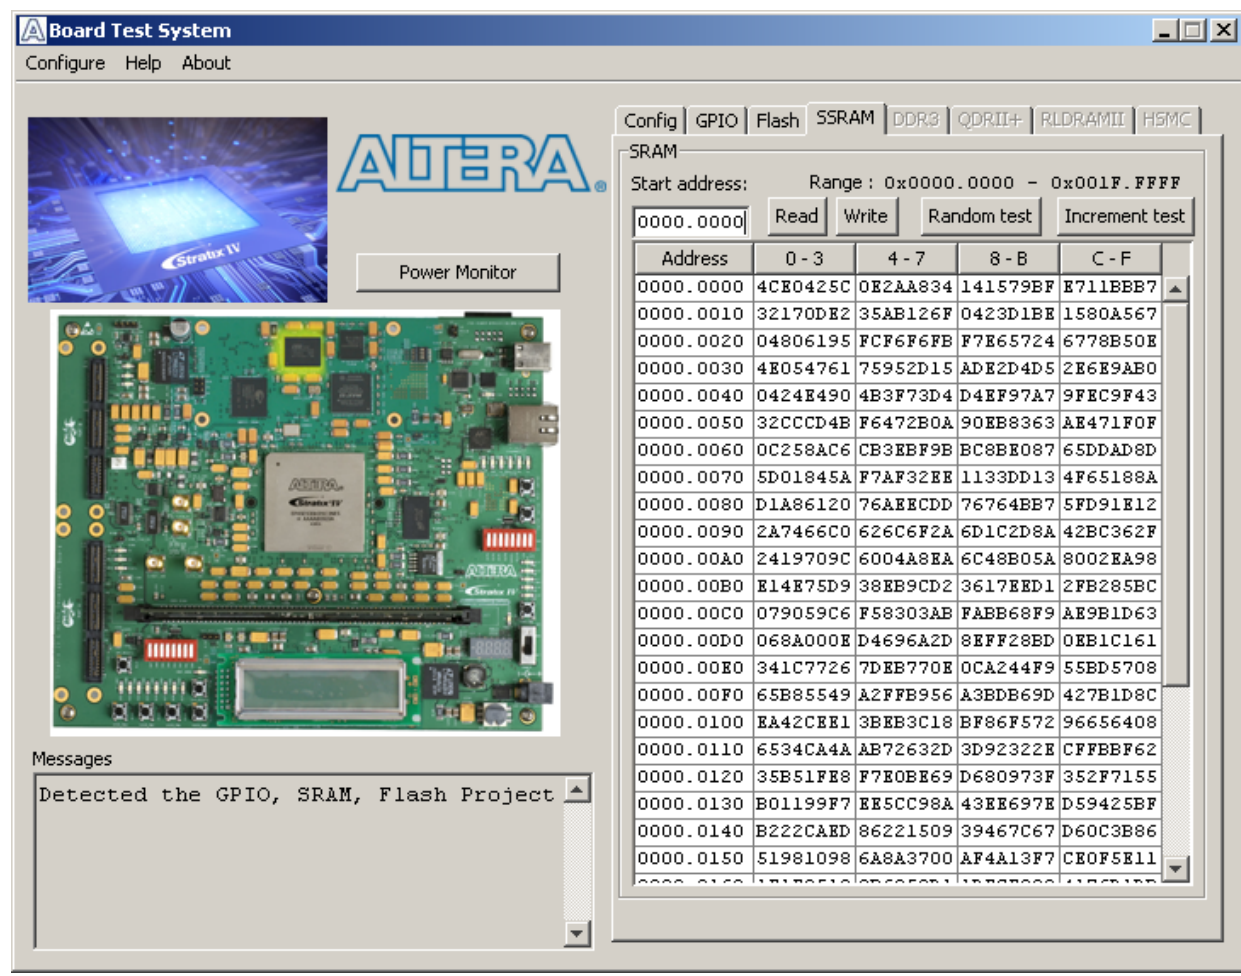 Board Test System
Configure Help About
Stratix IV
ALTERA®
Power Monitor
ALTERA
Stratix IV
ALTERA
Stratix IV
Messages
Detected the GPIO, SRAM, Flash Project
Config GPIO Flash SSRAM DDR3 QDRII+ RLDRAMII HSMC
SRAM
Start address: Range : 0x0000.0000 - 0x001F.FFFF
0000.0000 Read Write Random test Increment test
Address 0 - 3 4 - 7 8 - B C - F
0000.0000 4CE0425C 0E2AA834 141579BF E711BBB7
0000.0010 32170DE2 35AB126F 0423D1BE 1580A567
0000.0020 04806195 FCF6F6FB F7E65724 6778B50E
0000.0030 4E054761 75952D15 ADE2D4D5 2E6E9AB0
0000.0040 0424E490 4B3F73D4 D4EF97A7 9FEC9F43
0000.0050 32CCCD4B F6472B0A 90EB8363 AE471F0F
0000.0060 0C258AC6 CB3EBF9B BC8BE087 65DDAD8D
0000.0070 5D01845A F7AF32EE 1133DD13 4F65188A
0000.0080 D1A86120 76AEECDD 76764BB7 5FD91E12
0000.0090 2A7466C0 626C6F2A 6D1C2D8A 42BC362F
0000.00A0 2419709C 6004A8EA 6C48B05A 8002EA98
0000.00B0 E14E75D9 38EB9CD2 3617EED1 2FB285BC
0000.00C0 079059C6 F58303AB FABB68F9 AE9B1D63
0000.00D0 068A000E D4696A2D 8EFF28BD 0EB1C161
0000.00E0 341C7726 7DEB770E 0CA244F9 55BD5708
0000.00F0 65B85549 A2FFB956 A3BDB69D 427B1D8C
0000.0100 EA42CEE1 3BEB3C18 BF86F572 96656408
0000.0110 6534CA4A AB72632D 3D92322E CFFBBF62
0000.0120 35B51FE8 F7E0BE69 D680973F 352F7155
0000.0130 B01199F7 EE5CC98A 43EE697E D59425BF
0000.0140 B222CAED 86221509 39467C67 D60C3B86
0000.0150 51981098 6A8A3700 AF4A13F7 CE0F5E11